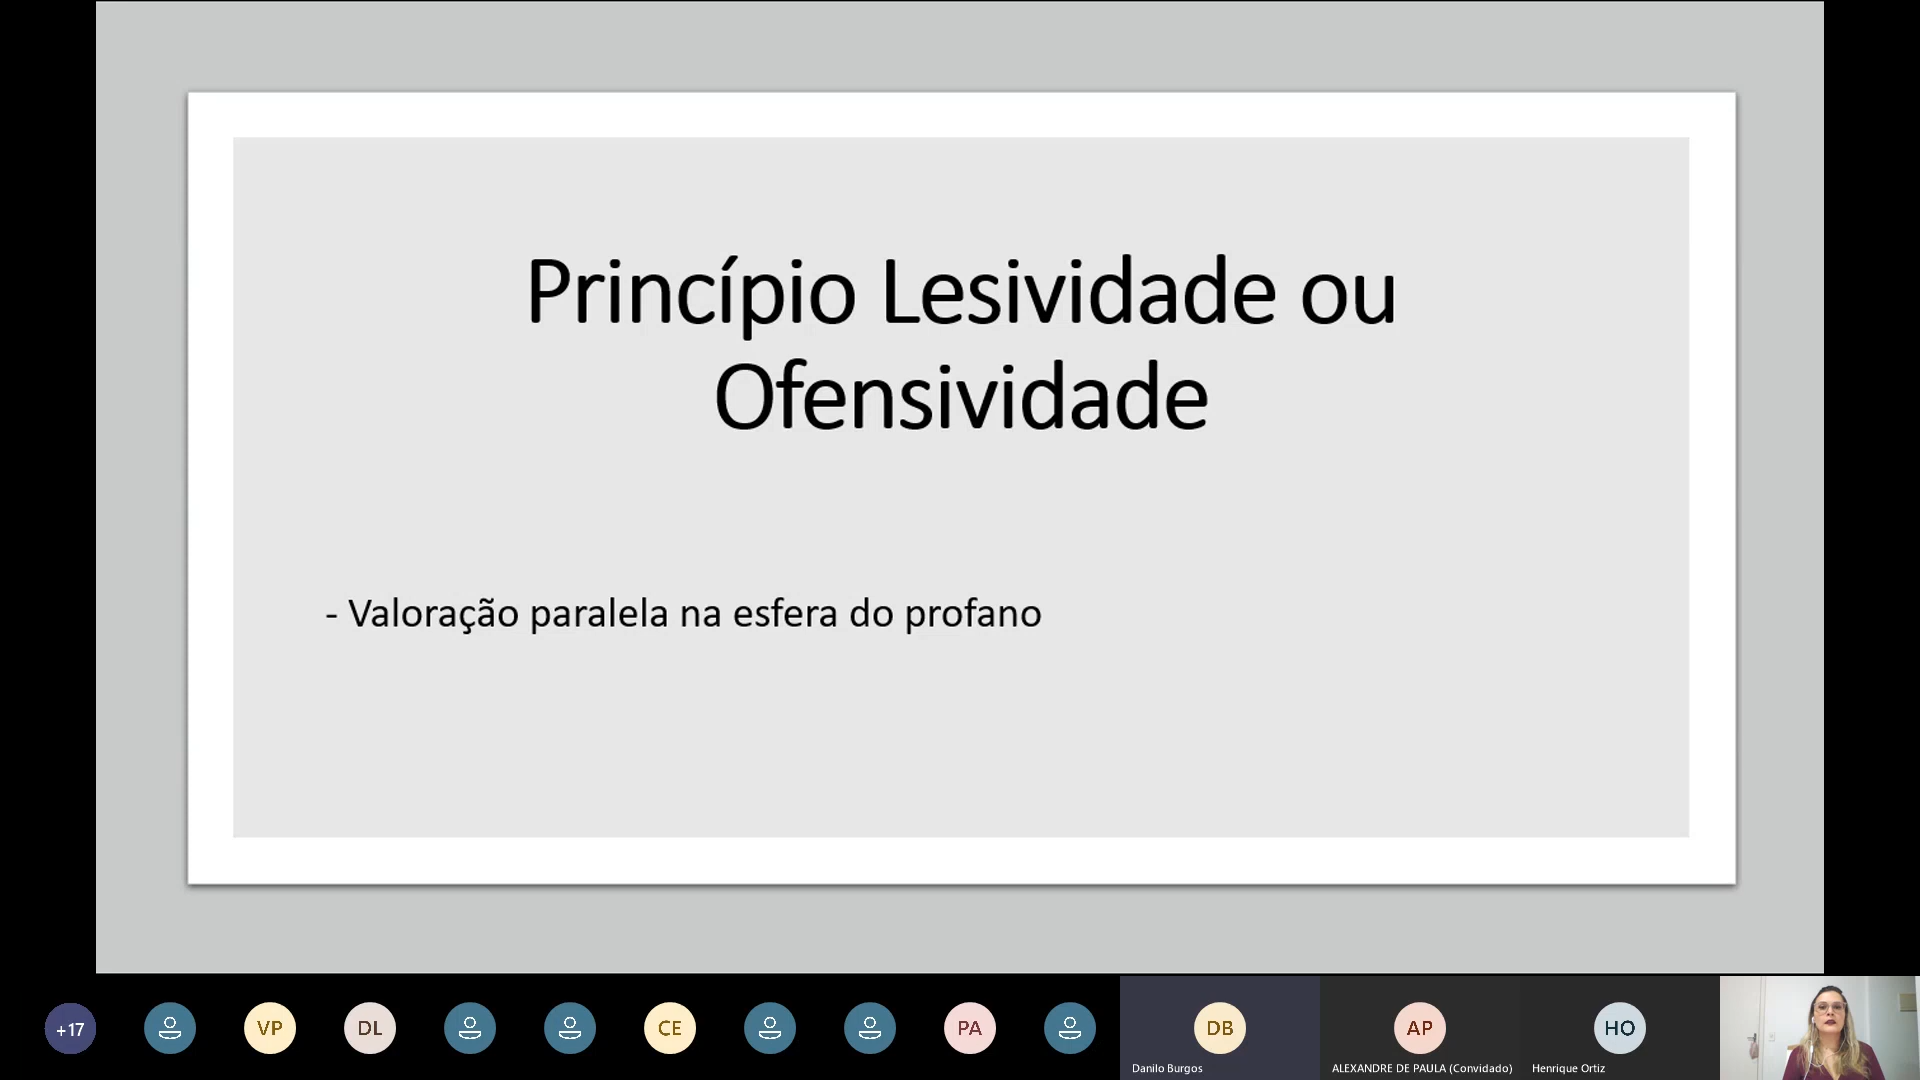 Princípio Lesividade ou
Ofensividade
- Valoração paralela na esfera do profano
+17
VP
DL
CE
PA
DB
AP
HO
Danilo Burgos
ALEXANDRE DE PAULA (Convidado)
Henrique Ortiz